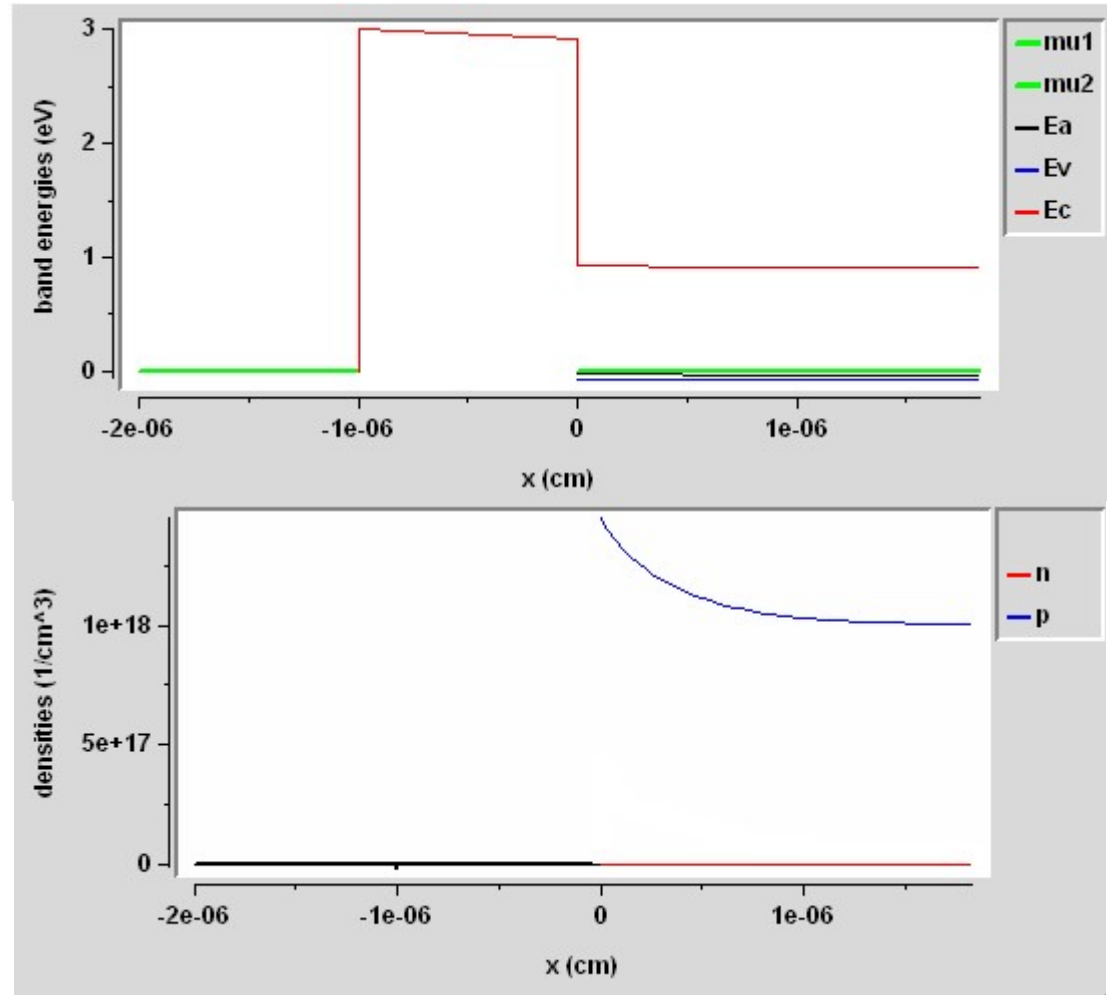 band energies (eV)
3
2
1
0
-2e-06
-1e-06
0
1e-06
x (cm)
mu1
mu2
Ea
Ev
Ec
densities (1/cm^3)
1e+18
5e+17
0
-2e-06
-1e-06
0
1e-06
x (cm)
n
p